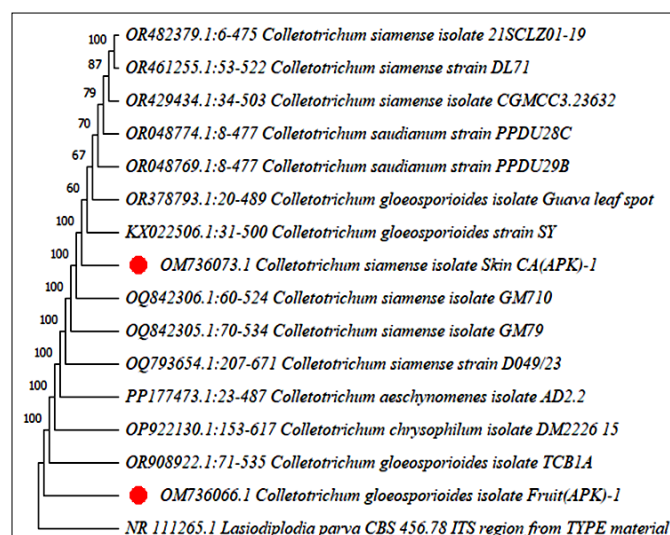 100
OR482379.1:6-475 Colletotrichum siamense isolate 21SCLZ01-19
87
OR461255.1:53-522 Colletotrichum siamense strain DL71
79
OR429434.1:34-503 Colletotrichum siamense isolate CGMCC3.23632
70
OR048774.1:8-477 Colletotrichum saudianum strain PPDU28C
67
OR048769.1:8-477 Colletotrichum saudianum strain PPDU29B
60
OR378793.1:20-489 Colletotrichum gloeosporioides isolate Guava leaf spot
100
KX022506.1:31-500 Colletotrichum gloeosporioides strain SY
100
OM736073.1 Colletotrichum siamense isolate Skin CA(APK)-1
100
OQ842306.1:60-524 Colletotrichum siamense isolate GM710
100
OQ842305.1:70-534 Colletotrichum siamense isolate GM79
100
OQ793654.1:207-671 Colletotrichum siamense strain D049/23
100
PP177473.1:23-487 Colletotrichum aeschynomenes isolate AD2.2
100
OP922130.1:153-617 Colletotrichum chrysophilum isolate DM2226 15
OR908922.1:71-535 Colletotrichum gloeosporioides isolate TCB1A
OM736066.1 Colletotrichum gloeosporioides isolate Fruit(APK)-1
NR 111265.1 Lasiodiplodia parva CBS 456.78 ITS region from TYPE material